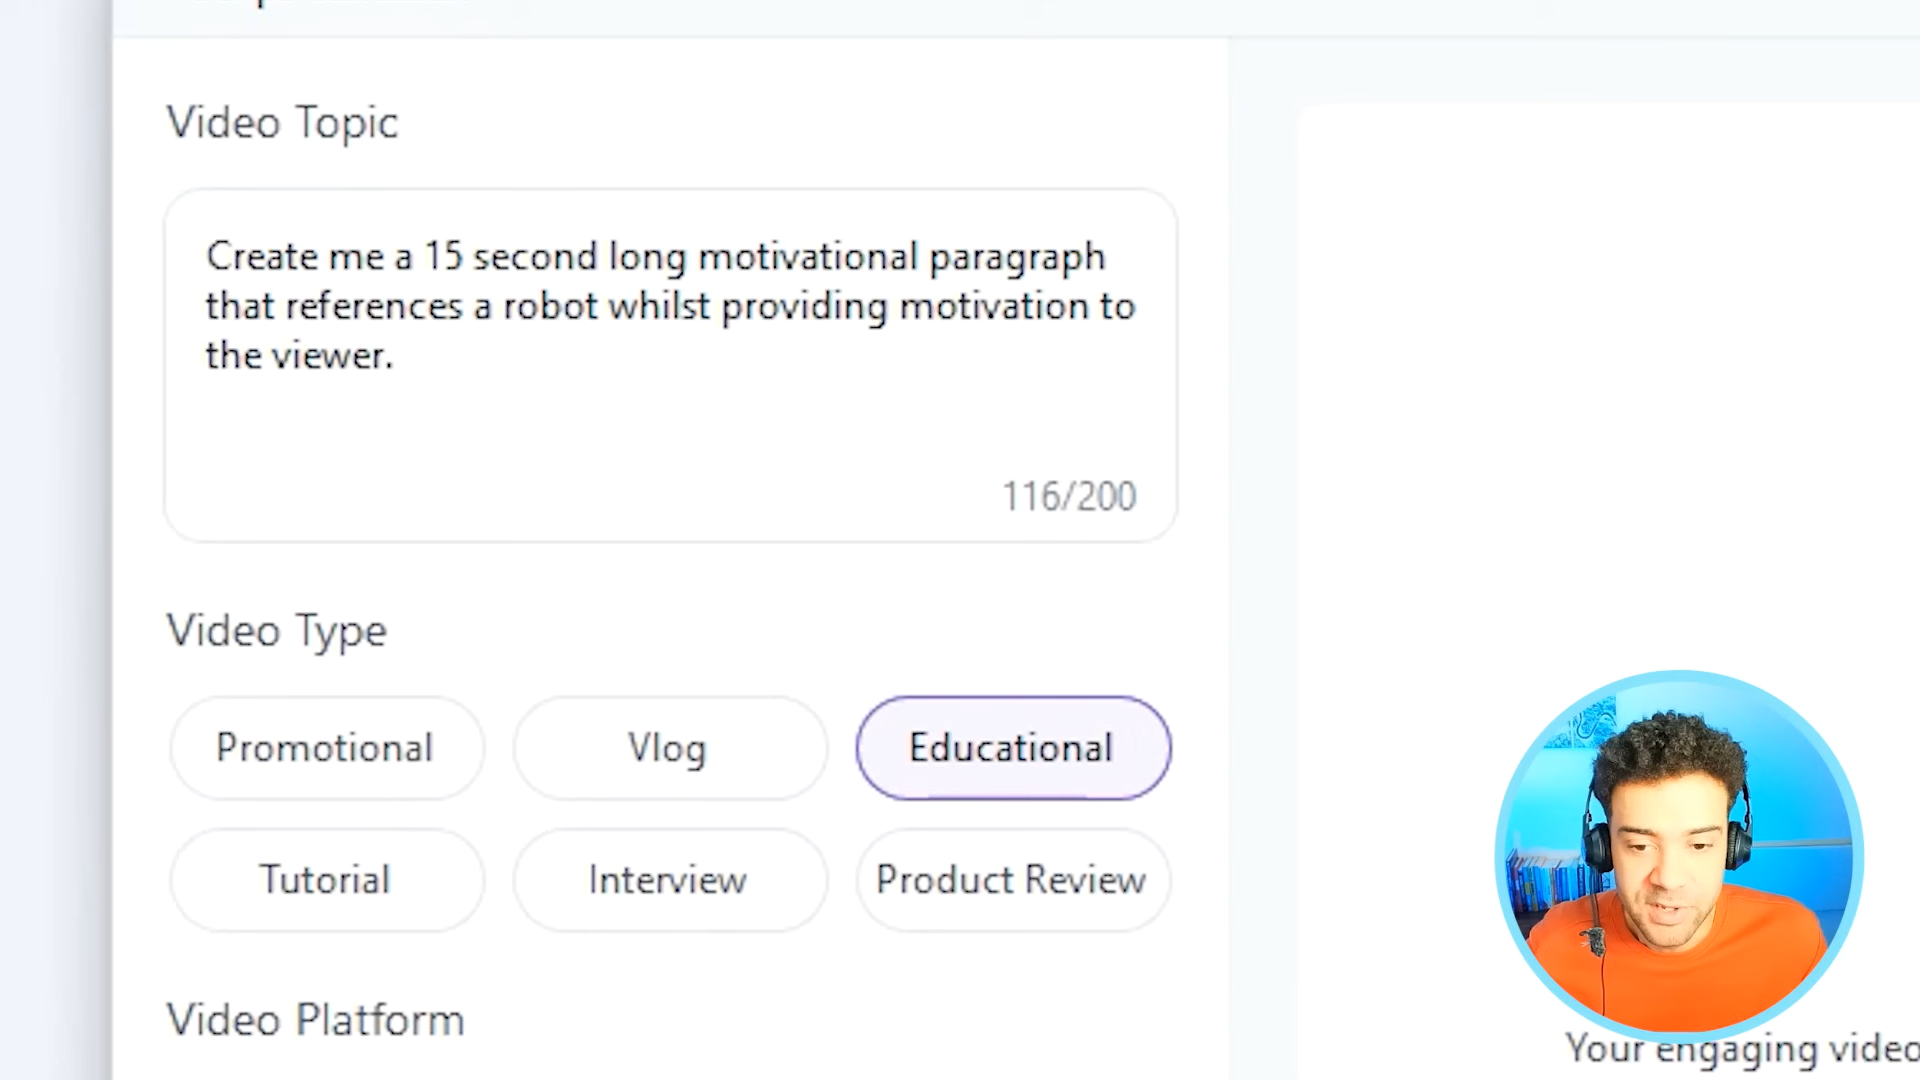 Video Topic
Create me a 15 second long motivational paragraph
that references a robot whilst providing motivation to
the viewer.
116/200
Video Type
Promotional
Vlog
Educational
Tutorial
Interview
Product Review
Video Platform
Your engaging video